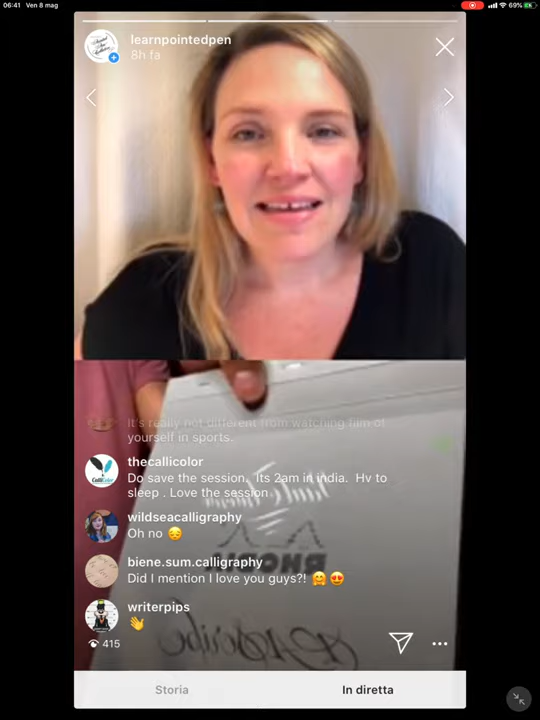 06:41 Ven 8 mag
69%
learnpointedpen
8h fa
It's really not different from watching film of
yourself in sports.
thecallicolor
Do save the session. Its 2am in india. Hv to
sleep . Love the session
wildseacalligraphy
Oh no 😔
biene.sum.calligraphy
Did I mention I love you guys?! 🤗😍
writerpips
👋
415
RHODIA
Storia
In diretta